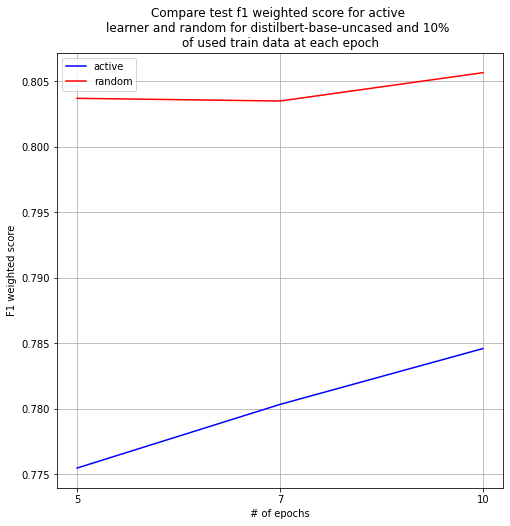 Compare test f1 weighted score for active
learner and random for distilbert-base-uncased and 10%
of used train data at each epoch
active
random
0.805
0.800
0.795
0.790
0.785
0.780
0.775
F1 weighted score
5
7
10
# of epochs